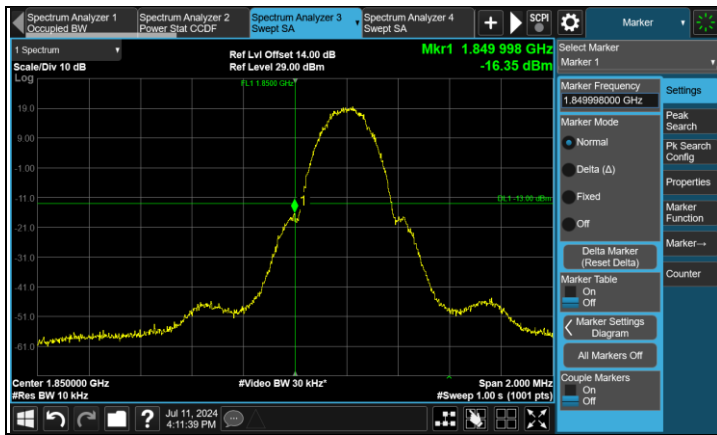 Spectrum Analyzer 1
Occupied BW
Spectrum Analyzer 2
Power Stat CCDF
Spectrum Analyzer 3
Swept SA
Spectrum Analyzer 4
Swept SA
SCPI
Marker
1 Spectrum
Scale/Div 10 dB
Log
Ref Lvl Offset 14.00 dB
Ref Level 29.00 dBm
Mkr1 1.849 998 GHz
-16.35 dBm
FL1 1.8500 GHz
19.0
9.00
-1.00
-11.0
-21.0
-31.0
-41.0
-51.0
-61.0
1
DL1 -13.00 dBm
Center 1.850000 GHz
#Res BW 10 kHz
#Video BW 30 kHz*
Span 2.000 MHz
#Sweep 1.00 s (1001 pts)
Select Marker
Marker 1
Marker Frequency
1.849998000 GHz
Marker Mode
Normal
Delta (Δ)
Fixed
Off
Delta Marker
(Reset Delta)
Marker Table
On
Off
Marker Settings
Diagram
All Markers Off
Couple Markers
On
Off
Settings
Peak
Search
Pk Search
Config
Properties
Marker
Function
Marker→
Counter
Jul 11, 2024
4:11:39 PM